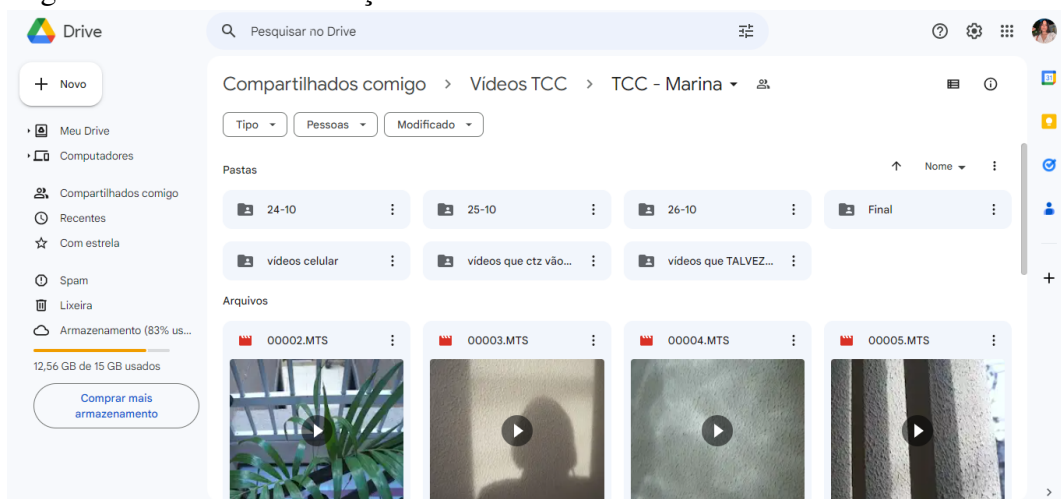 Drive
Pesquisar no Drive
Novo
Compartilhados comigo > Vídeos TCC > TCC - Marina
Tipo
Pessoas
Modificado
Meu Drive
Computadores
Compartilhados comigo
Recentes
Com estrela
Spam
Lixeira
Armazenamento (83% us...
12,56 GB de 15 GB usados
Comprar mais
armazenamento
Pastas
Nome
24-10
25-10
26-10
Final
vídeos celular
vídeos que ctz vão...
vídeos que TALVEZ...
Arquivos
00002.MTS
00003.MTS
00004.MTS
00005.MTS
31